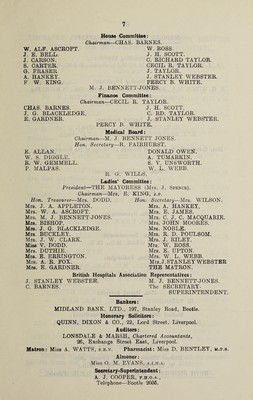 7
House Committee:
Chairman—CHAS. BARNES.
W. ALF. ASCROFT. W. ROSS.
J. E. BELL. J. H. SCOTT.
J. CARSON. C. RICHARD TAYLOR.
S. CARTER. CECIL R. TAYLOR.
G. FRASER J. TAYLOR.
A. HANKEY J. STANLEY WEBSTER.
F. W. KING. PERCY B. WHITE.
M. J. BENNETT-JONES.
Finance Committee:
Chairman—CECIL R. TAYLOR.
CHAS. BARNES. J. H. SCOTT.
J. G. BLACKLEDGE. C. RD. TAYLOR.
E. GARDNER. J. STANLEY WEBSTER.
PERCY B. WHITE.
Medical Board:
Chairman—M. J. BENNETT JONES.
Hon. Secretary—R. FAIRHURST.
E. ALLAN. DONALD OWEN.
W. S. DIGGLE. A. TUMARKIN.
R. W. GEMMELL. E. V. UNSWORTH.
P. MALPAS. W. L. WEBB.
R. G. WILLS.
Ladies' Committee:
President—THE MAYORESS (Mrs. J. SPENCE).
Chairman—Mrs. E. KING, J.P.
Hon. Treasurer—Mrs. DODD. Hon. Secretary—Mrs. WILSON.
Mrs. J. A. APPLETON. Mrs. A. HANKEY,
Mrs. W. A. ASCROFT. Mrs. R. JAMES.
Mrs. M. J. BENNETT JONES. Mrs. C. J. C. MACQUARIE.
Mrs. BISHOP. Mrs. JOHN MOORES.
Mrs. J. G. BLACKLEDGE. Mrs. NOBLE.
Mrs. BUCKLEY. Mrs. R. D. POULSOM.
Mrs. J. W. CLARK. Mrs. J. RILEY.
Miss V. DODD. Mrs. W. ROSS.
Mrs. DUTHIE. Mrs. R. UPTON.
Mrs. R. ERRINGTON. Mrs. W. L. WEBB.
Mrs. A. R. FOX. Mrs. J. STANLEY WEBSTER
Mrs. E. GARDNER. THE MATRON.
British Hospitals Association Representatives:
J. STANLEY WEBSTER. M. J. BENNETT-JONES.
C. BARNES. The SECRETARY-
SUPERINTENDENT.
Bankers:
MIDLAND BANK, LTD., 197, Stanley Road, Bootle.
Honorary Solicitors:
QUINN, DIXON & CO., 22, Lord Street, Liverpool.
Auditors:
LONSDALE & MARSH, Chartered Accountants,
26, Exchange Street East, Liverpool.
Matron: Miss A. WATTS, S.R.N. Pharmacist: Miss D. BENTLEY, M.P.S.
Almoner:
Miss O. M. EVANS,
Secretary-Superintendent:
A. J. COOPER, F.H.O.A.,
Telephone—Bootle